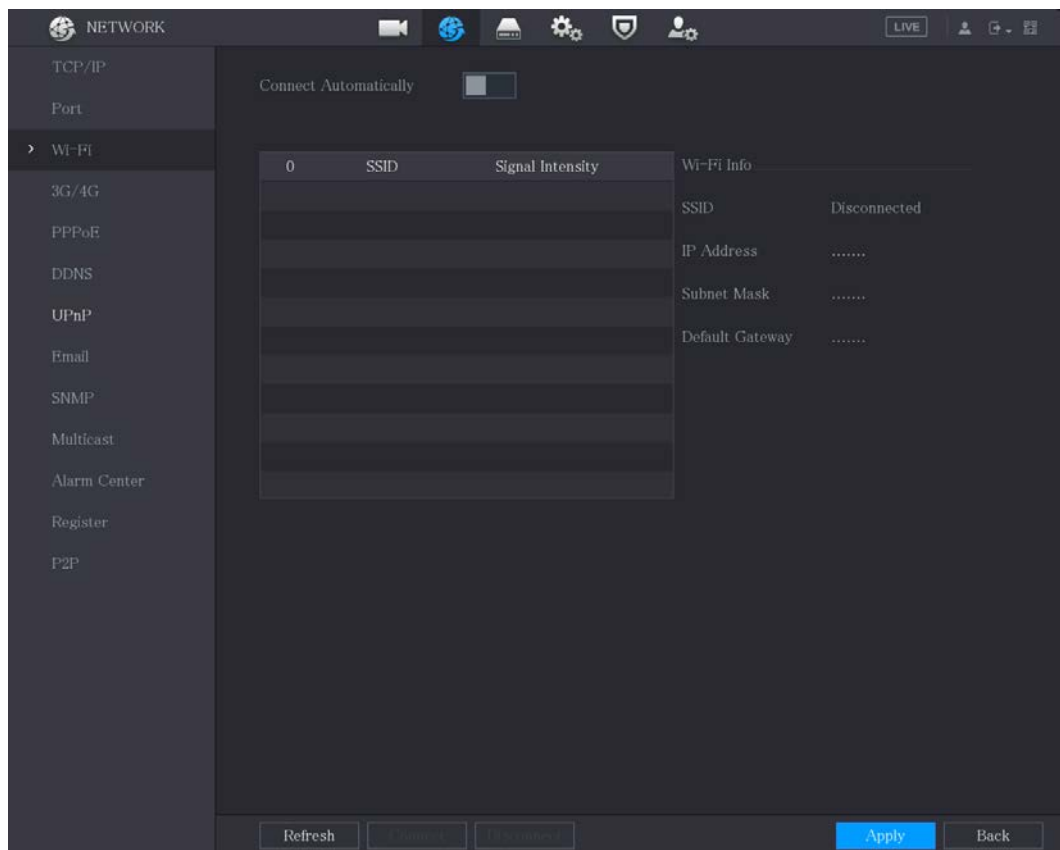 NETWORK
LIVE
TCP/IP
Port
Wi-Fi
3G/4G
PPPoE
DDNS
UPnP
Email
SNMP
Multicast
Alarm Center
Register
P2P
Connect Automatically
0 SSID Signal Intensity
Wi-Fi Info
SSID Disconnected
IP Address .......
Subnet Mask .......
Default Gateway .......
Refresh Connect Disconnect Apply Back